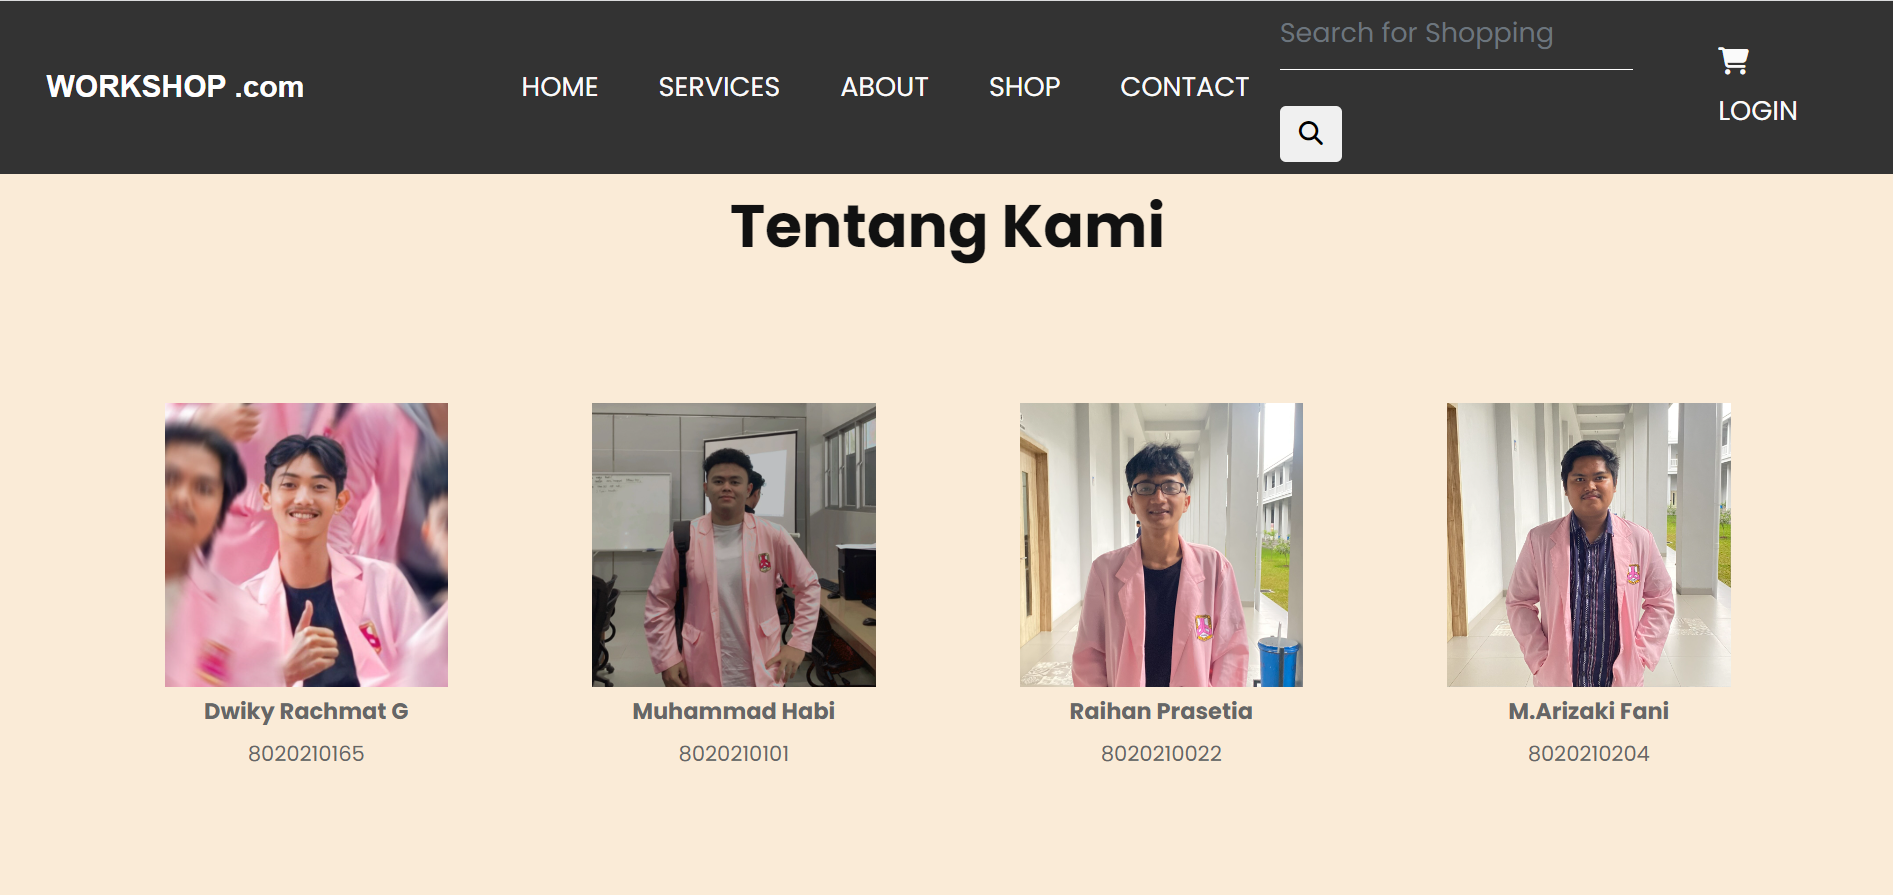 WORKSHOP .com
HOME
SERVICES
ABOUT
SHOP
CONTACT
Search for Shopping
LOGIN
Tentang Kami
Dwiky Rachmat G
8020210165
Muhammad Habi
8020210101
Raihan Prasetia
8020210022
M.Arizaki Fani
8020210204